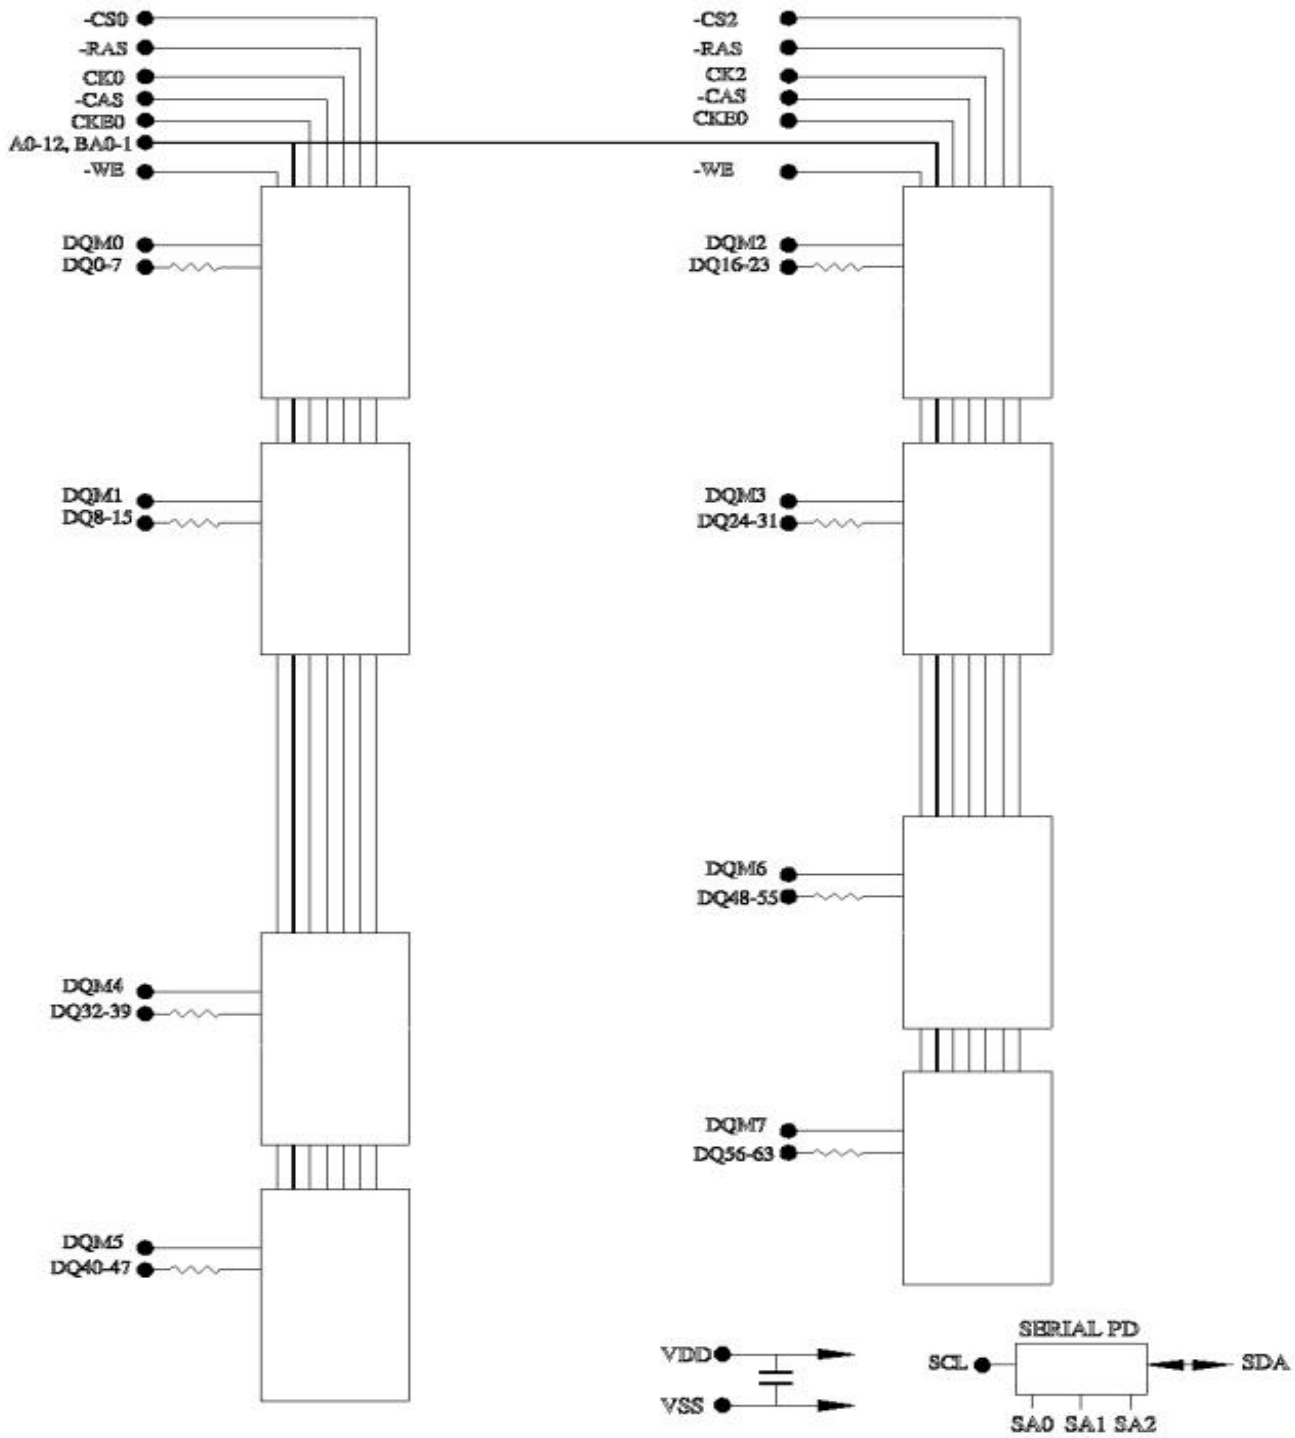 -CS0
-RAS
CK0
-CAS
CKE0
A0-12, BA0-1
-WE
DQM0
DQ0-7
DQM1
DQ8-15
DQM4
DQ32-39
DQM5
DQ40-47
-CS2
-RAS
CK2
-CAS
CKE0
-WE
DQM2
DQ16-23
DQM3
DQ24-31
DQM6
DQ48-55
DQM7
DQ56-63
VDD
VSS
SERIAL PD
SCL
SDA
SA0 SA1 SA2